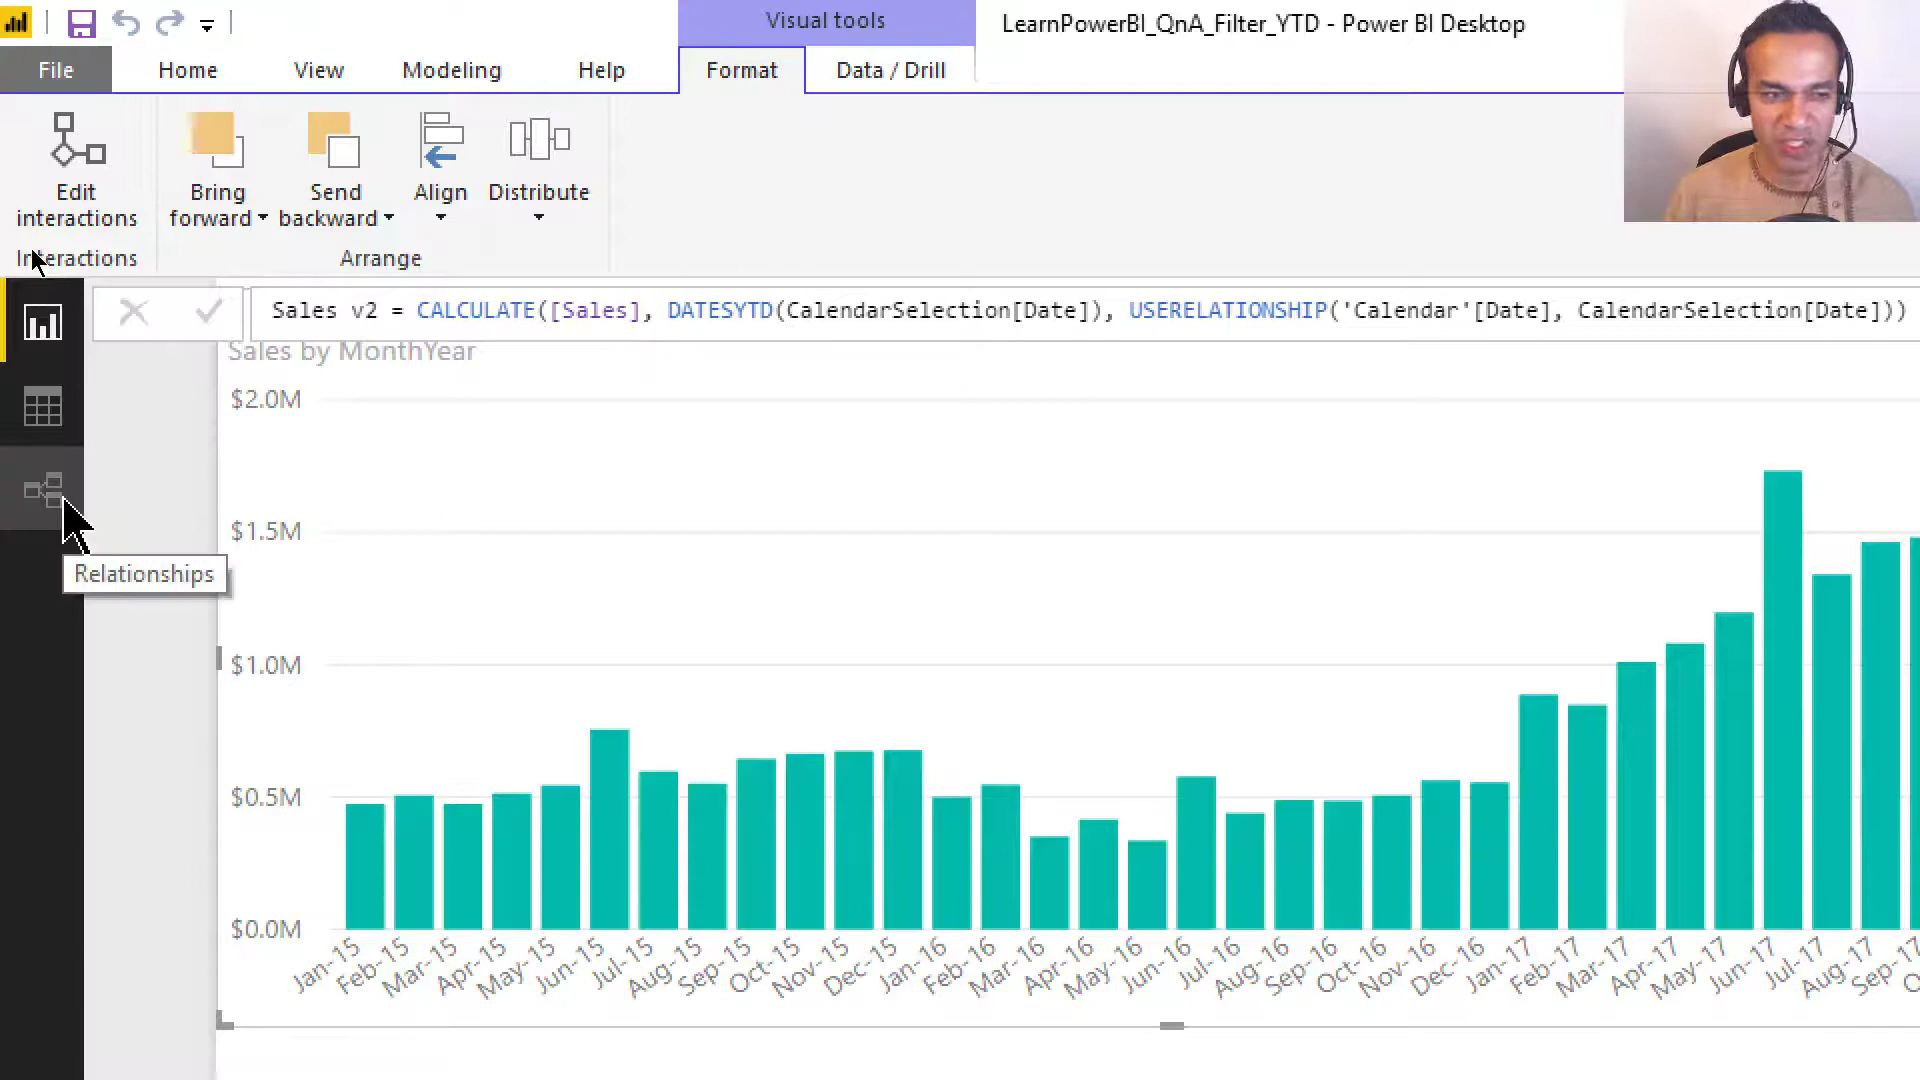 Visual tools
LearnPowerBI_QnA_Filter_YTD - Power BI Desktop
File
Home
View
Modeling
Help
Format
Data / Drill
Edit
interactions
Bring
forward
Send
backward
Align
Distribute
Interactions
Arrange
Sales v2 = CALCULATE([Sales], DATESYTD(CalendarSelection[Date]), USERELATIONSHIP('Calendar'[Date], CalendarSelection[Date]))
Sales by MonthYear
$2.0M
$1.5M
Relationships
$1.0M
$0.5M
$0.0M
Jan-15
Feb-15
Mar-15
Apr-15
May-15
Jun-15
Jul-15
Aug-15
Sep-15
Oct-15
Nov-15
Dec-15
Jan-16
Feb-16
Mar-16
Apr-16
May-16
Jun-16
Jul-16
Aug-16
Sep-16
Oct-16
Nov-16
Dec-16
Jan-17
Feb-17
Mar-17
Apr-17
May-17
Jun-17
Jul-17
Aug-17
Sep-17